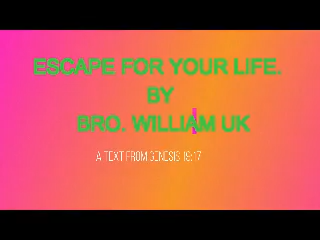 ESCAPE FOR YOUR LIFE.
BY
BRO. WILLIAM UK
A TEXT FROM GENESIS 19:17